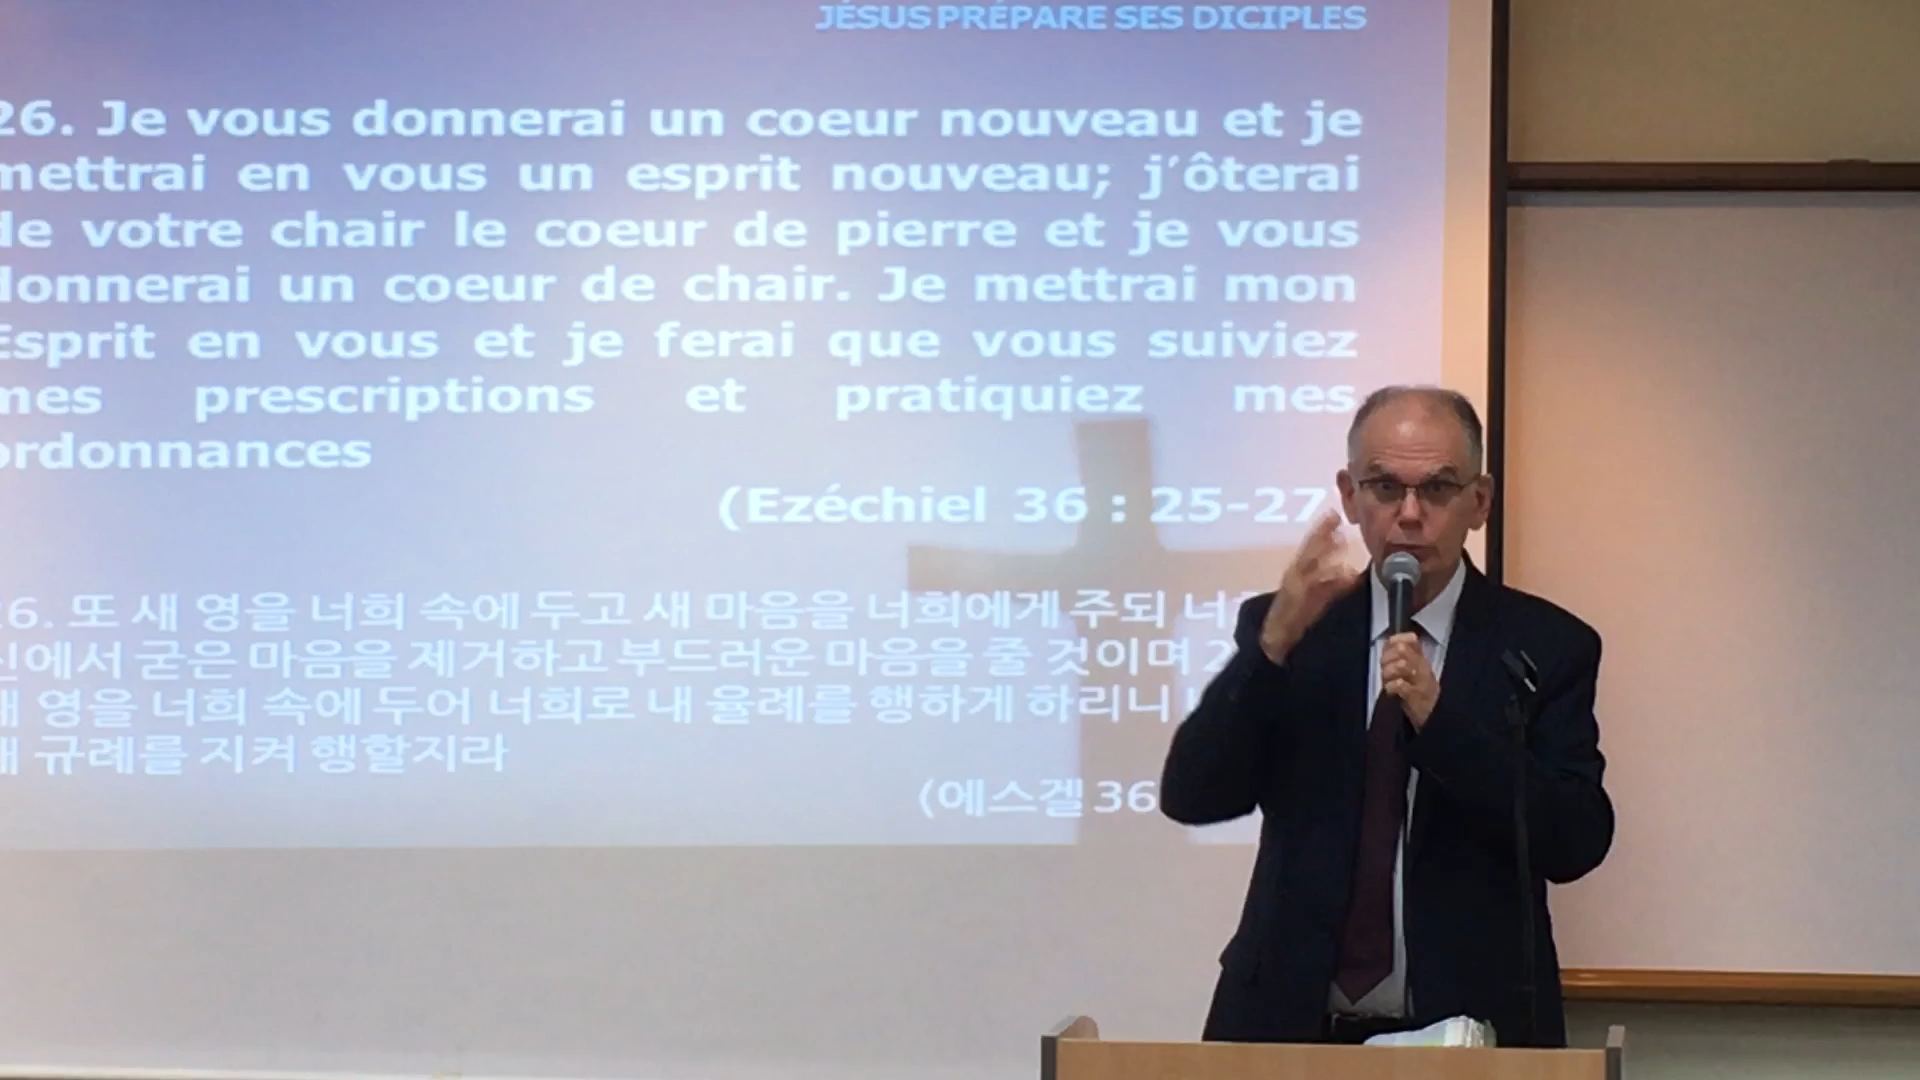 JÉSUS PRÉPARE SES DICIPLES
26. Je vous donnerai un coeur nouveau et je
mettrai en vous un esprit nouveau; j'ôterai
de votre chair le coeur de pierre et je vous
donnerai un coeur de chair. Je mettrai mon
Esprit en vous et je ferai que vous suiviez
mes prescriptions et pratiquiez mes
ordonnances
(Ezéchiel 36 : 25-27)
26. 또 새 영을 너희 속에 두고 새 마음을 너희에게 주되
굳은 마음을 제거하고 부드러운 마음을 줄 것이며
영을 너희 속에 두어 너희로 내 율례를 행하게 하리니
규례를 지켜 행할지라
(에스겔 36